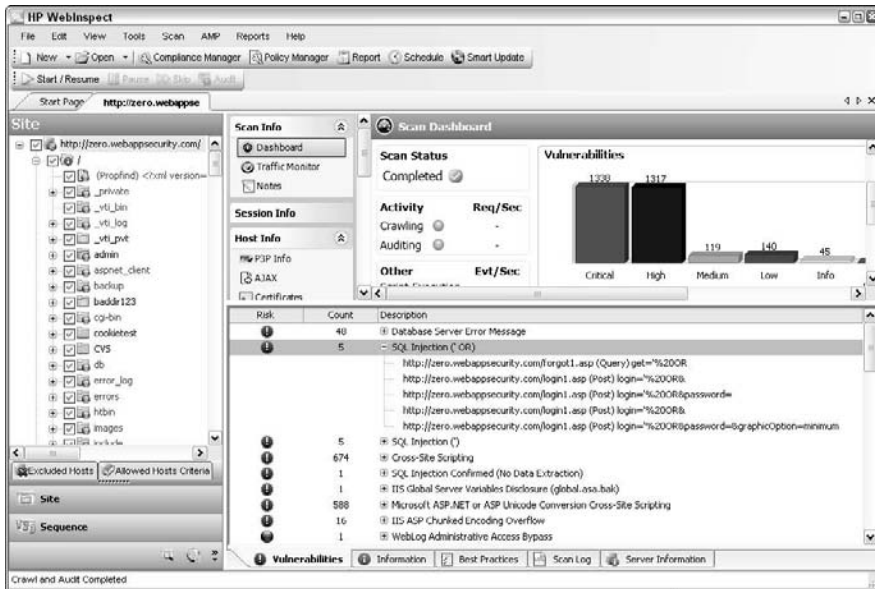 HP WebInspect
File Edit View Tools Scan AMP Reports Help
New Open Compliance Manager Policy Manager Report Schedule Smart Update
Start / Resume Pause Skip Audit
Start Page http://zero.webappse
Site
http://zero.webappsecurity.com/
/
(Propfind) <?xml version=
_private
_vti_bin
_vti_log
_vti_pvt
admin
aspnet_client
backup
baddr123
cgi-bin
cookietest
CVS
db
error_log
errors
htbin
images
include
Excluded Hosts Allowed Hosts Criteria
Site
Sequence
Scan Info
Dashboard
Traffic Monitor
Notes
Session Info
Host Info
P3P Info
AJAX
Certificates
Scan Dashboard
Scan Status
Completed
Activity Req/Sec
Crawling -
Auditing -
Other Evt/Sec
Script Execution
Vulnerabilities
1338 1317 119 140 45
Critical High Medium Low Info
Risk Count Description
48 Database Server Error Message
5 SQL Injection (' OR)
http://zero.webappsecurity.com/forgot1.asp (Query) get='%20OR
http://zero.webappsecurity.com/login1.asp (Post) login='%20OR&
http://zero.webappsecurity.com/login1.asp (Post) login='%20OR&password=
http://zero.webappsecurity.com/login1.asp (Post) login='%20OR&
http://zero.webappsecurity.com/login1.asp (Post) login='%20OR&password=&graphicOption=minimum
5 SQL Injection (')
674 Cross-Site Scripting
1 SQL Injection Confirmed (No Data Extraction)
1 IIS Global Server Variables Disclosure (global.asa.bak)
588 Microsoft ASP.NET or ASP Unicode Conversion Cross-Site Scripting
16 IIS ASP Chunked Encoding Overflow
1 WebLog Administrative Access Bypass
Vulnerabilities Information Best Practices Scan Log Server Information
Crawl and Audit Completed